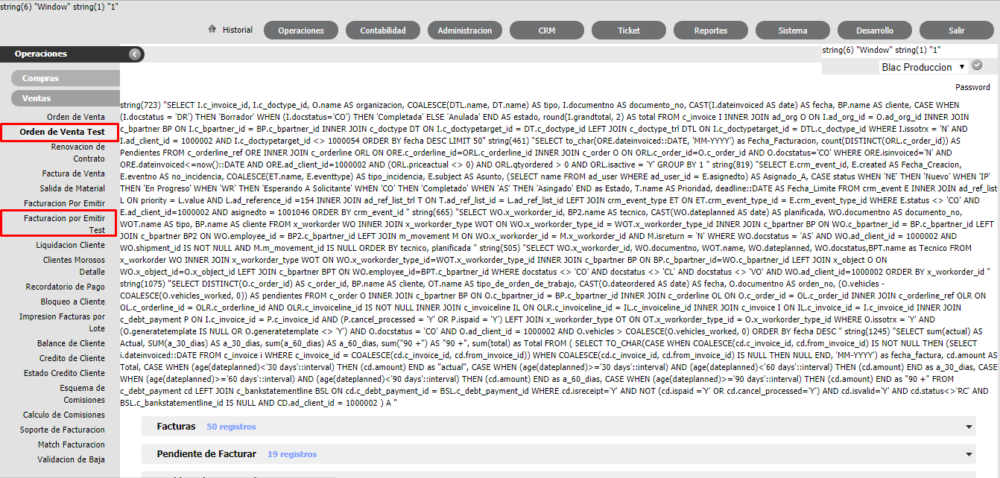 string(6) "Window" string(1) "1"
Historial
Operaciones
Contabilidad
Administracion
CRM
Ticket
Reportes
Sistema
Desarrollo
Salir
Operaciones
string(6) "Window" string(1) "1"
Blac Produccion
Password
Compras
Ventas
Orden de Venta
Orden de Venta Test
Renovacion de
Contrato
Factura de Venta
Salida de Material
Facturacion Por Emitir
Facturacion por Emitir
Test
Liquidacion Cliente
Clientes Morosos
Detalle
Recordatorio de Pago
Bloqueo a Cliente
Impresion Facturas por
Lote
Balance de Cliente
Credito de Cliente
Estado Credito Cliente
Esquema de
Comisiones
Calculo de Comisiones
Soporte de Facturacion
Match Facturacion
Validacion de Baja
string(723) "SELECT I.c_invoice_id, I.c_doctype_id, O.name AS organizacion, COALESCE(DTL.name, DT.name) AS tipo, I.documentno AS documento_no, CAST(I.dateinvoiced AS date) AS fecha, BP.name AS cliente, CASE WHEN
(I.docstatus = 'DR') THEN 'Borrador' WHEN (I.docstatus='CO') THEN 'Completada' ELSE 'Anulada' END AS estado, round(I.grandtotal, 2) AS total FROM c_invoice I INNER JOIN ad_org O ON I.ad_org_id = O.ad_org_id INNER JOIN
c_bpartner BP ON I.c_bpartner_id = BP.c_bpartner_id INNER JOIN c_doctype DT ON I.c_doctypetarget_id = DT.c_doctype_id LEFT JOIN c_doctype_trl DTL ON I.c_doctypetarget_id = DTL.c_doctype_id WHERE I.issotrx = 'N' AND
I.ad_client_id = 1000002 AND I.c_doctypetarget_id <> 1000054 ORDER BY fecha DESC LIMIT 50" string(461) "SELECT to_char(ORE.dateinvoiced::DATE, 'MM-YYYY') as Fecha_Facturacion, count(DISTINCT(ORL.c_order_id)) AS
Pendientes FROM c_orderline_ref ORE INNER JOIN c_orderline ORL ON ORE.c_orderline_id=ORL.c_orderline_id INNER JOIN c_order O ON ORL.c_order_id=O.c_order_id AND O.docstatus='CO' WHERE ORE.isinvoiced='N' AND
ORE.dateinvoiced<=now()::DATE AND ORE.ad_client_id=1000002 AND (ORL.priceactual <> 0) AND ORL.qtyordered > 0 AND ORL.isactive = 'Y' GROUP BY 1 " string(819) "SELECT E.crm_event_id, E.created AS Fecha_Creacion,
E.eventno AS no_incidencia, COALESCE(ET.name, E.eventtype) AS tipo_incidencia, E.subject AS Asunto, (SELECT name FROM ad_user WHERE ad_user_id = E.asignedto) AS Asignado_A, CASE status WHEN 'NE' THEN 'Nuevo' WHEN 'IP'
THEN 'En Progreso' WHEN 'WR' THEN 'Esperando A Solicitante' WHEN 'CO' THEN 'Completado' WHEN 'AS' THEN 'Asingado' END as Estado, T.name AS Prioridad, deadline::DATE AS Fecha_Limite FROM crm_event E INNER JOIN ad_ref_list
L ON priority = L.value AND L.ad_reference_id =154 INNER JOIN ad_ref_list_trl T ON T.ad_ref_list_id = L.ad_ref_list_id LEFT JOIN crm_event_type ET ON ET.crm_event_type_id = E.crm_event_type_id WHERE E.status <> 'CO' AND
E.ad_client_id=1000002 AND asignedto = 1001046 ORDER BY crm_event_id " string(665) "SELECT WO.x_workorder_id, BP2.name AS tecnico, CAST(WO.dateplanned AS date) AS planificada, WO.documentno AS documento_no,
WOT.name AS tipo, BP.name AS cliente FROM x_workorder WO INNER JOIN x_workorder_type WOT ON WO.x_workorder_type_id = WOT.x_workorder_type_id INNER JOIN c_bpartner BP ON WO.c_bpartner_id = BP.c_bpartner_id LEFT
JOIN c_bpartner BP2 ON WO.employee_id = BP2.c_bpartner_id LEFT JOIN m_movement M ON WO.x_workorder_id = M.x_workorder_id AND M.isreturn = 'N' WHERE WO.docstatus = 'AS' AND WO.ad_client_id = 1000002 AND
WO.shipment_id IS NOT NULL AND M.m_movement_id IS NULL ORDER BY tecnico, planificada " string(505) "SELECT WO.x_workorder_id, WO.documentno, WOT.name, WO.dateplanned, WO.docstatus,BPT.name as Tecnico FROM
x_workorder WO INNER JOIN x_workorder_type WOT ON WO.x_workorder_type_id=WOT.x_workorder_type_id INNER JOIN c_bpartner BP ON BP.c_bpartner_id=WO.c_bpartner_id LEFT JOIN x_object O ON
WO.x_object_id=O.x_object_id LEFT JOIN c_bpartner BPT ON WO.employee_id=BPT.c_bpartner_id WHERE docstatus <> 'CO' AND docstatus <> 'CL' AND docstatus <> 'VO' AND WO.ad_client_id=1000002 ORDER BY x_workorder_id "
string(1075) "SELECT DISTINCT(O.c_order_id) AS c_order_id, BP.name AS cliente, OT.name AS tipo_de_orden_de_trabajo, CAST(O.dateordered AS date) AS fecha, O.documentno AS orden_no, (O.vehicles -
COALESCE(O.vehicles_worked, 0)) AS pendientes FROM c_order O INNER JOIN c_bpartner BP ON O.c_bpartner_id = BP.c_bpartner_id INNER JOIN c_orderline OL ON O.c_order_id = OL.c_order_id INNER JOIN c_orderline_ref OLR ON
OL.c_orderline_id = OLR.c_orderline_id AND OLR.c_invoiceline_id IS NOT NULL INNER JOIN c_invoiceline IL ON OLR.c_invoiceline_id = IL.c_invoiceline_id INNER JOIN c_invoice I ON IL.c_invoice_id = I.c_invoice_id INNER JOIN
c_debt_payment P ON I.c_invoice_id = P.c_invoice_id AND (P.cancel_processed = 'Y' OR P.ispaid = 'Y') LEFT JOIN x_workorder_type OT ON OT.x_workorder_type_id = O.x_workorder_type_id WHERE O.issotrx = 'Y' AND
(O.generatetemplate IS NULL OR O.generatetemplate <> 'Y') AND O.docstatus = 'CO' AND O.ad_client_id = 1000002 AND O.vehicles > COALESCE(O.vehicles_worked, 0) ORDER BY fecha DESC " string(1245) "SELECT sum(actual) AS
Actual, SUM(a_30_dias) AS a_30_dias, sum(a_60_dias) AS a_60_dias, sum("90 +") AS "90 +", sum(total) as Total FROM ( SELECT TO_CHAR(CASE WHEN COALESCE(cd.c_invoice_id, cd.from_invoice_id) IS NOT NULL THEN (SELECT
i.dateinvoiced::DATE FROM c_invoice i WHERE c_invoice_id = COALESCE(cd.c_invoice_id, cd.from_invoice_id)) WHEN COALESCE(cd.c_invoice_id, cd.from_invoice_id) IS NULL THEN NULL END, 'MM-YYYY') as fecha_factura, cd.amount AS
Total, CASE WHEN (age(dateplanned)<'30 days'::interval) THEN (cd.amount) END as "actual", CASE WHEN (age(dateplanned)>='30 days'::interval) AND (age(dateplanned)<'60 days'::interval) THEN (cd.amount) END as a_30_dias, CASE
WHEN (age(dateplanned)>='60 days'::interval) AND (age(dateplanned)<'90 days'::interval) THEN (cd.amount) END as a_60_dias, CASE WHEN (age(dateplanned)>='90 days'::interval) THEN (cd.amount) END as "90 +" FROM
c_debt_payment cd LEFT JOIN c_bankstatementline BSL ON cd.c_debt_payment_id = BSL.c_debt_payment_id WHERE cd.isreceipt='Y' AND NOT (cd.ispaid ='Y' OR cd.cancel_processed='Y') AND cd.isvalid='Y' AND cd.status<>'RC' AND
BSL.c_bankstatementline_id IS NULL AND CD.ad_client_id = 1000002 ) A "
Facturas 50 registros
Pendiente de Facturar 19 registros